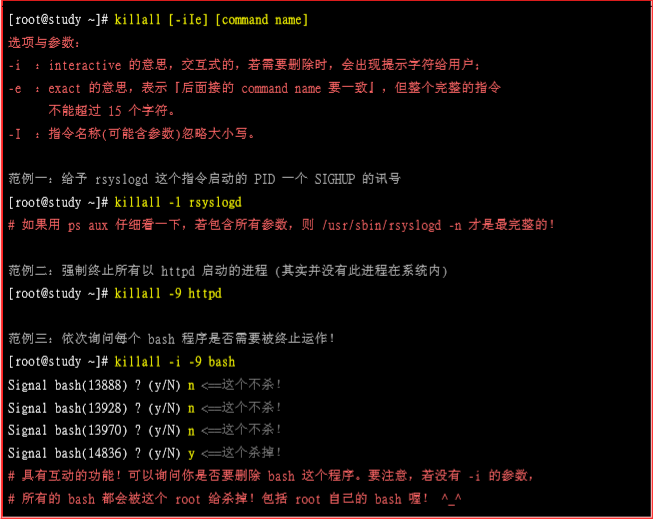 [root@study ~]# killall [-iIe] [command name]
选项与参数：
-i ：interactive 的意思，交互式的，若需要删除时，会出现提示字符给用户；
-e ：exact 的意思，表示『后面接的 command name 要一致』，但整个完整的指令
不能超过 15 个字符。
-I ：指令名称(可能含参数)忽略大小写。
范例一：给予 rsyslogd 这个指令启动的 PID 一个 SIGHUP 的讯号
[root@study ~]# killall -1 rsyslogd
# 如果用 ps aux 仔细看一下，若包含所有参数，则 /usr/sbin/rsyslogd -n 才是最完整的！
范例二：强制终止所有以 httpd 启动的进程 (其实并没有此进程在系统内)
[root@study ~]# killall -9 httpd
范例三：依次询问每个 bash 程序是否需要被终止运作！
[root@study ~]# killall -i -9 bash
Signal bash(13888) ? (y/N) n <==这个不杀！
Signal bash(13928) ? (y/N) n <==这个不杀！
Signal bash(13970) ? (y/N) n <==这个不杀！
Signal bash(14836) ? (y/N) y <==这个杀掉！
# 具有互动的功能！可以询问你是否要删除 bash 这个程序。要注意，若没有 -i 的参数，
# 所有的 bash 都会被这个 root 给杀掉！包括 root 自己的 bash 喔！ ^_^